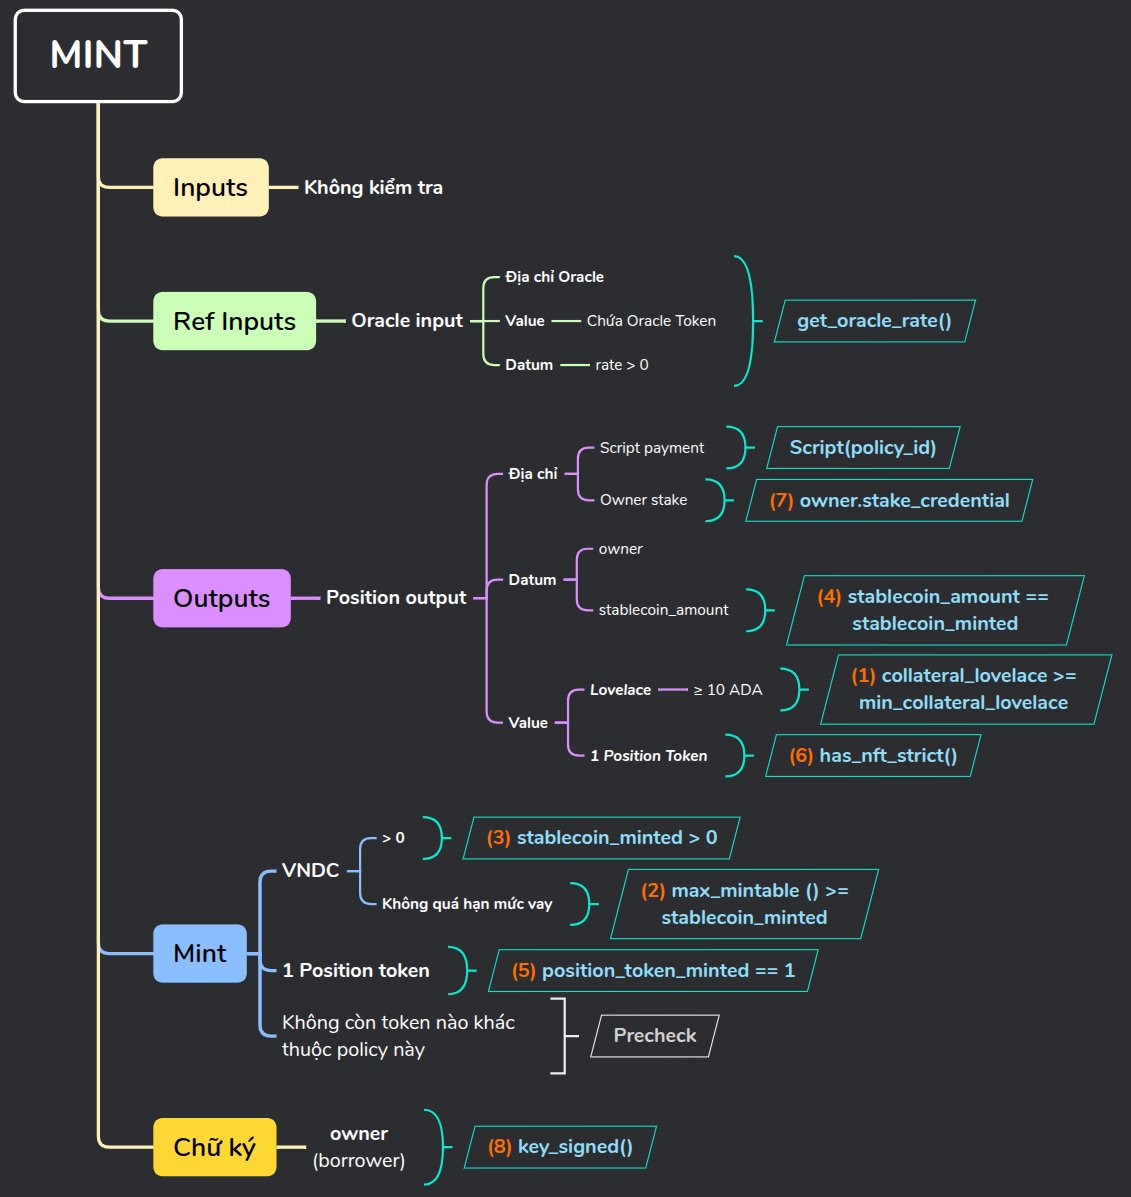 MINT
Inputs
Không kiểm tra
Ref Inputs
Oracle input
Địa chỉ Oracle
Value
Chứa Oracle Token
Datum
rate > 0
get_oracle_rate()
Outputs
Position output
Địa chỉ
Script payment
Script(policy_id)
Owner stake
(7) owner.stake_credential
Datum
owner
stablecoin_amount
(4) stablecoin_amount ==
stablecoin_minted
Value
Lovelace
≥ 10 ADA
(1) collateral_lovelace >=
min_collateral_lovelace
1 Position Token
(6) has_nft_strict()
Mint
VNDC
> 0
(3) stablecoin_minted > 0
Không quá hạn mức vay
(2) max_mintable () >=
stablecoin_minted
1 Position token
(5) position_token_minted == 1
Không còn token nào khác
thuộc policy này
Precheck
Chữ ký
owner
(borrower)
(8) key_signed()